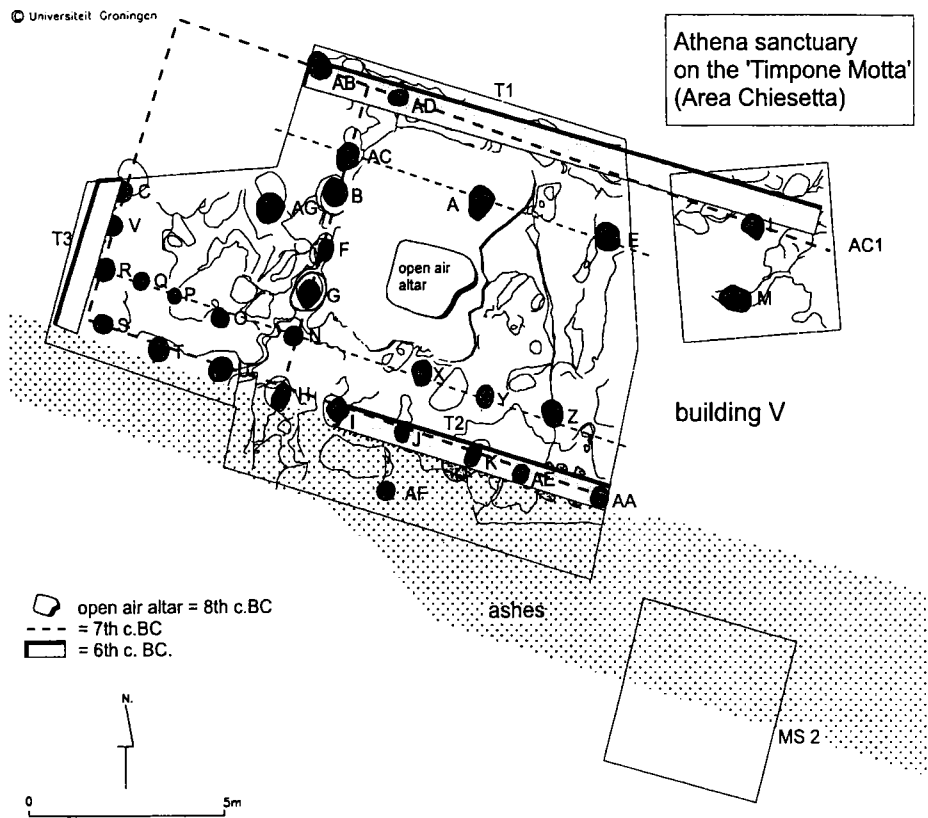 © Universiteit Groningen
Athena sanctuary
on the 'Timpone Motta'
(Area Chiesetta)
T1
AB
AD
AC
B
AG
A
C
V
T3
F
E
L
AC1
open air
altar
R
Q
P
G
M
O
N
S
T
U
H
X
Y
Z
building V
I
T2
J
K
AE
AA
AF
ashes
open air altar = 8th c.BC
= 7th c.BC
= 6th c. BC.
N.
MS 2
0
5m